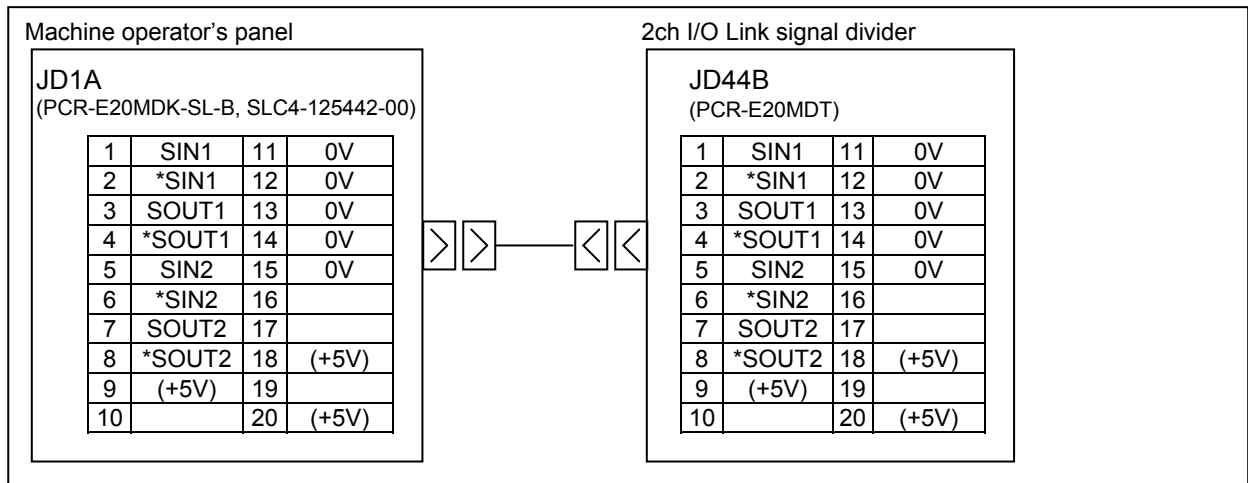 Machine operator's panel
2ch I/O Link signal divider
JD1A
(PCR-E20MDK-SL-B, SLC4-125442-00)
1 SIN1 11 0V
2 *SIN1 12 0V
3 SOUT1 13 0V
4 *SOUT1 14 0V
5 SIN2 15 0V
6 *SIN2 16
7 SOUT2 17
8 *SOUT2 18 (+5V)
9 (+5V) 19
10 20 (+5V)
JD44B
(PCR-E20MDT)
1 SIN1 11 0V
2 *SIN1 12 0V
3 SOUT1 13 0V
4 *SOUT1 14 0V
5 SIN2 15 0V
6 *SIN2 16
7 SOUT2 17
8 *SOUT2 18 (+5V)
9 (+5V) 19
10 20 (+5V)